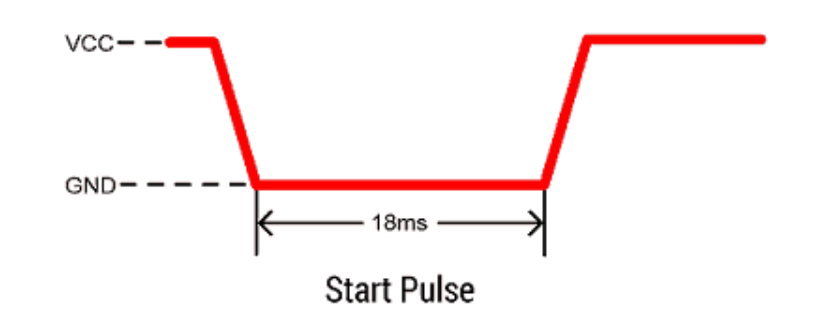 VCC
GND
18ms
Start Pulse